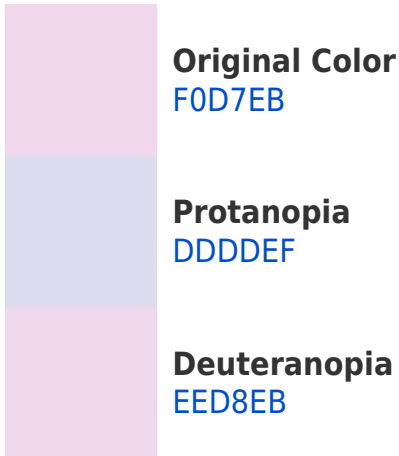 Original Color
F0D7EB
Protanopia
DDDDEF
Deuteranopia
EED8EB